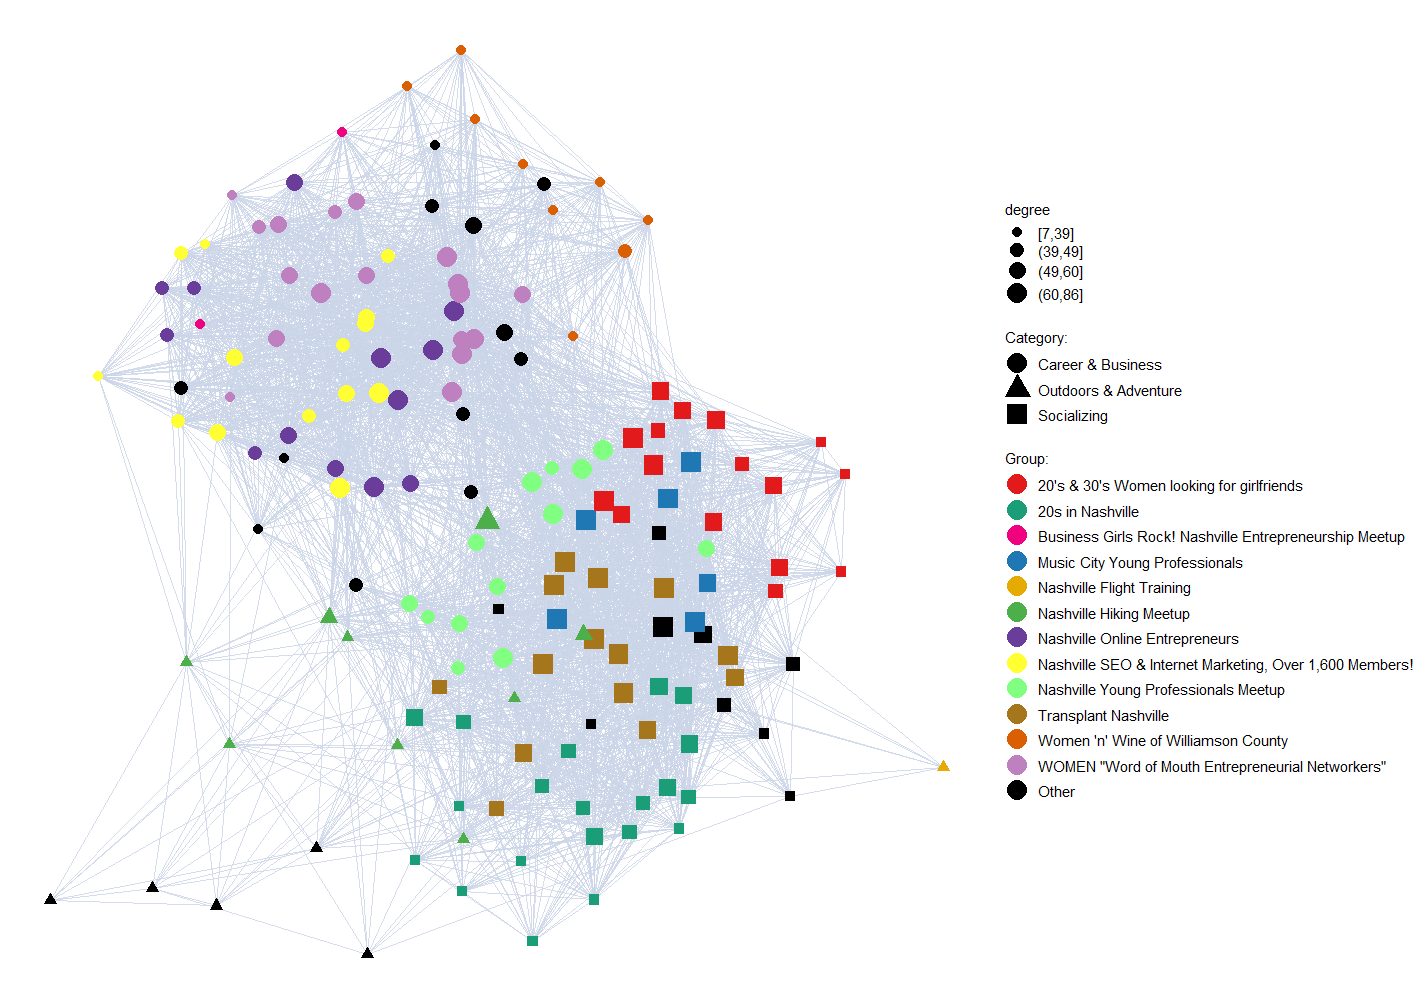 degree
[7,39]
(39,49]
(49,60]
(60,86]
Category:
Career & Business
Outdoors & Adventure
Socializing
Group:
20's & 30's Women looking for girlfriends
20s in Nashville
Business Girls Rock! Nashville Entrepreneurship Meetup
Music City Young Professionals
Nashville Flight Training
Nashville Hiking Meetup
Nashville Online Entrepreneurs
Nashville SEO & Internet Marketing, Over 1,600 Members!
Nashville Young Professionals Meetup
Transplant Nashville
Women 'n' Wine of Williamson County
WOMEN "Word of Mouth Entrepreneurial Networkers"
Other